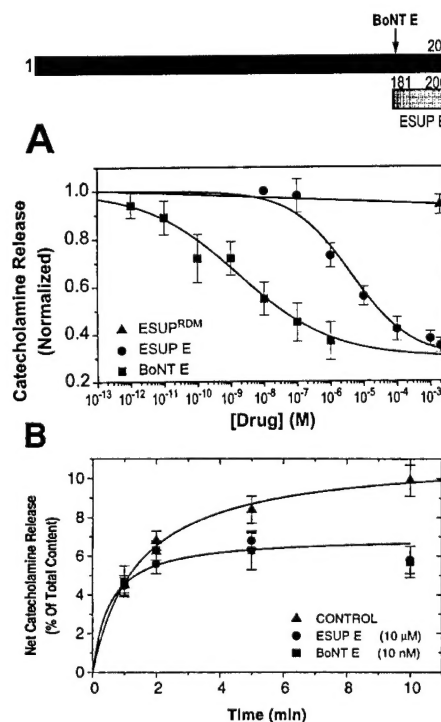 BoNT E
1
20
181 200
ESUP E
A
Catecholamine Release
(Normalized)
1.0
0.8
0.6
0.4
0.2
▲ ESUP^RDM
● ESUP E
■ BoNT E
10^-13 10^-12 10^-11 10^-10 10^-9 10^-8 10^-7 10^-6 10^-5 10^-4 10^-3
[Drug] (M)
B
Net Catecholamine Release
(% Of Total Content)
10
8
6
4
2
0
▲ CONTROL
● ESUP E (10 µM)
■ BoNT E (10 nM)
0 2 4 6 8 10
Time (min)